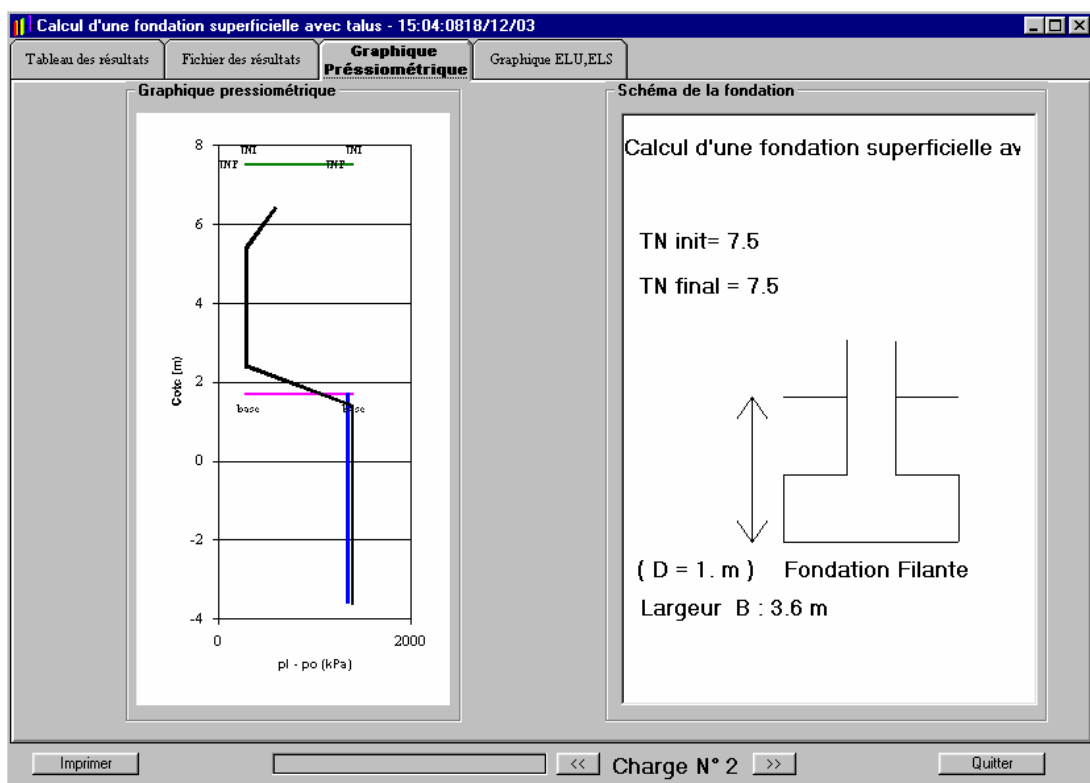 Calcul d'une fondation superficielle avec talus - 15:04:0818/12/03
Tableau des résultats
Fichier des résultats
Graphique
Préssiométrique
Graphique ELU,ELS
Graphique pressiométrique
8
TNI
TNI
TNF
TNF
6
4
2
base
base
0
-2
-4
Cote (m)
0
2000
pl - po (kPa)
Schéma de la fondation
Calcul d'une fondation superficielle av
TN init= 7.5
TN final = 7.5
( D = 1. m ) Fondation Filante
Largeur B : 3.6 m
Imprimer
<<
Charge N° 2
>>
Quitter